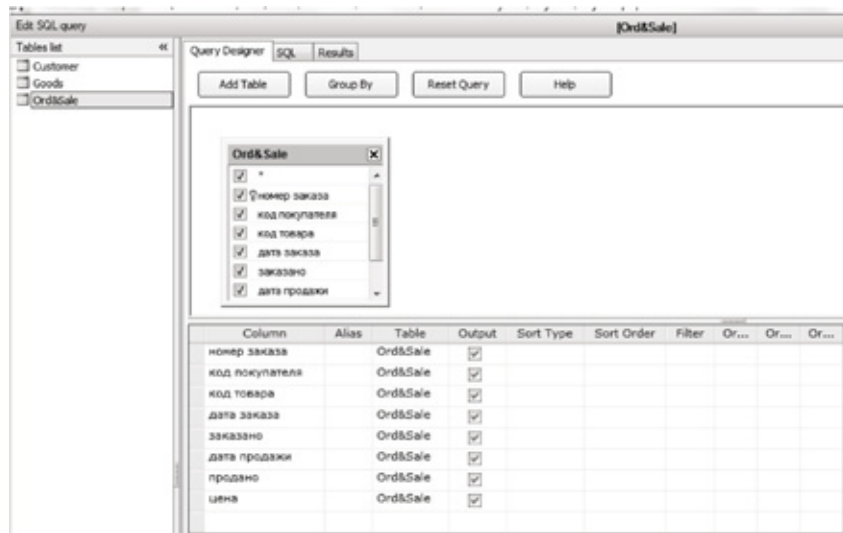 Edit SQL query
[Ord&Sale]
Tables list «
Customer
Goods
Ord&Sale
Query Designer SQL Results
Add Table Group By Reset Query Help
Ord&Sale
*
номер заказа
код покупателя
код товара
дата заказа
заказано
дата продажи
Column Alias Table Output Sort Type Sort Order Filter Or... Or... Or...
номер заказа Ord&Sale
код покупателя Ord&Sale
код товара Ord&Sale
дата заказа Ord&Sale
заказано Ord&Sale
дата продажи Ord&Sale
продано Ord&Sale
цена Ord&Sale